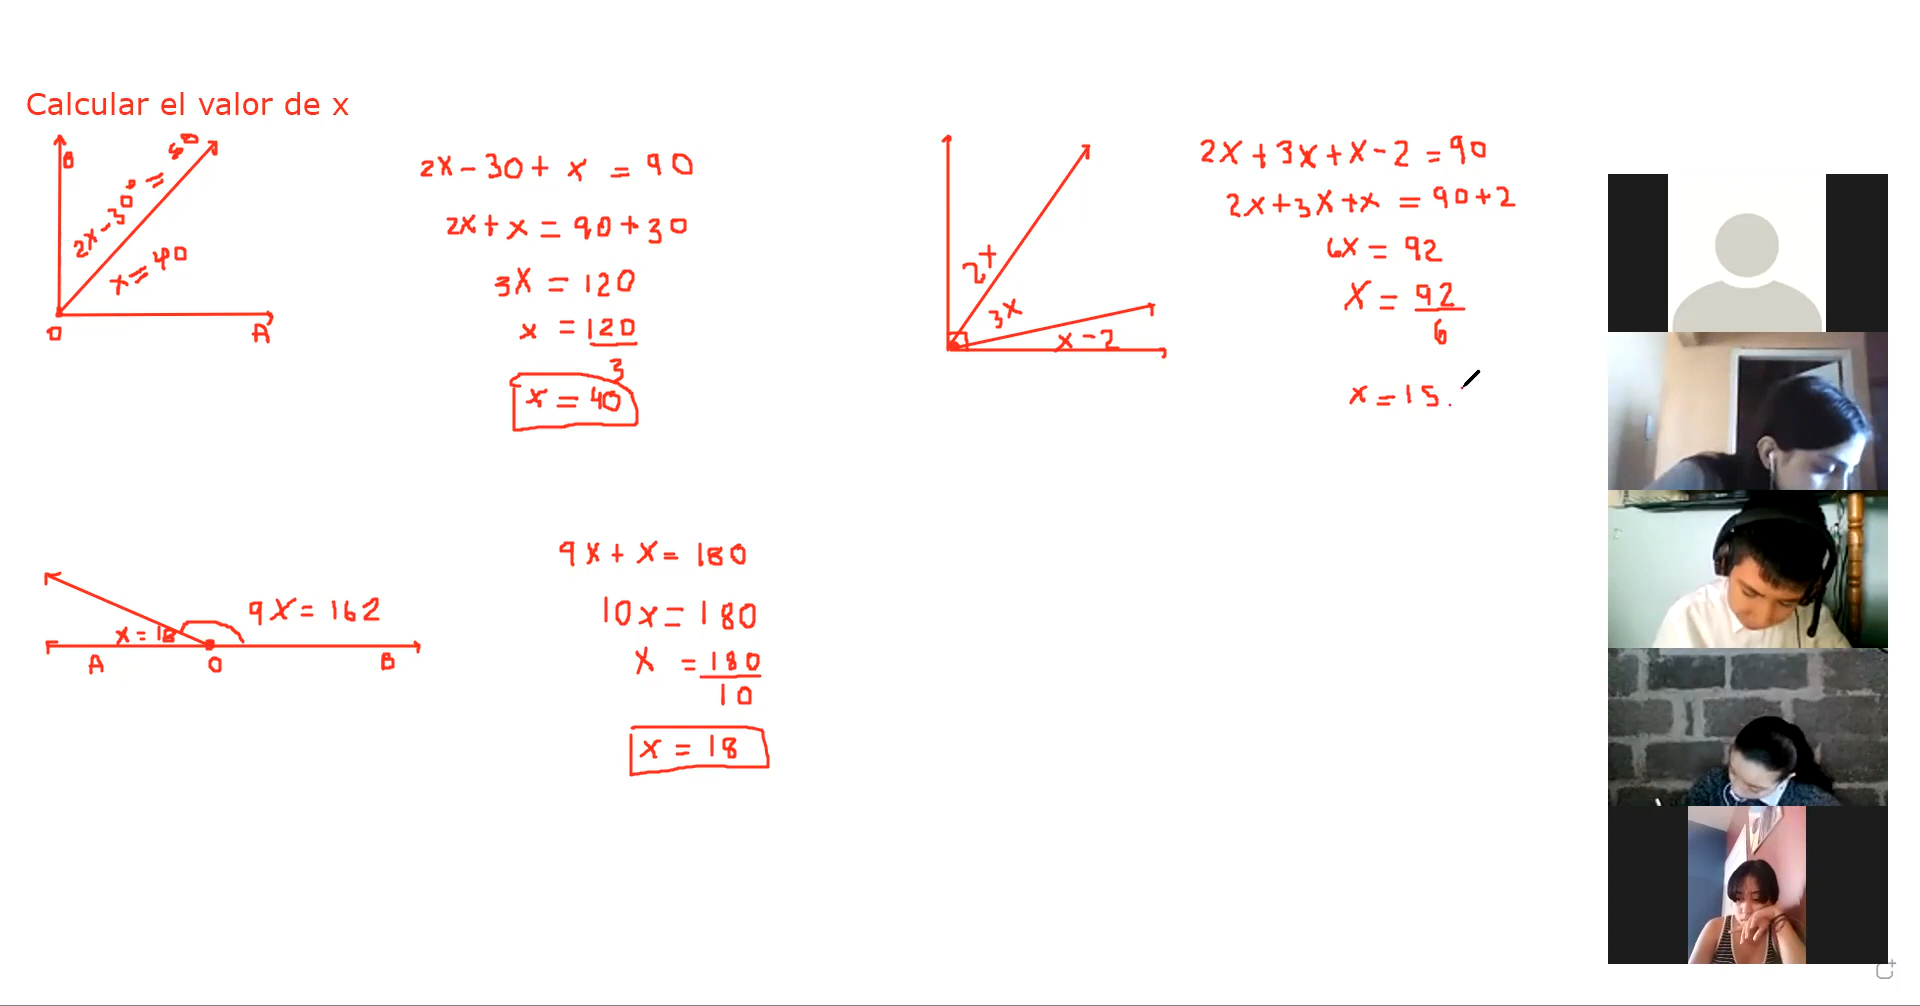 Calcular el valor de x
B
2x-30°= 50
x=40
O
A
2x-30+ x = 90
2x+x = 90+30
3x = 120
x = 120
3
x = 40
2x
3x
x-2
2x+3x+x-2 = 90
2x+3x+x = 90+2
6x = 92
x = 92
6
x = 15.
x = 18
9x = 162
A
O
B
9x+x = 180
10x = 180
x = 180
10
x = 18